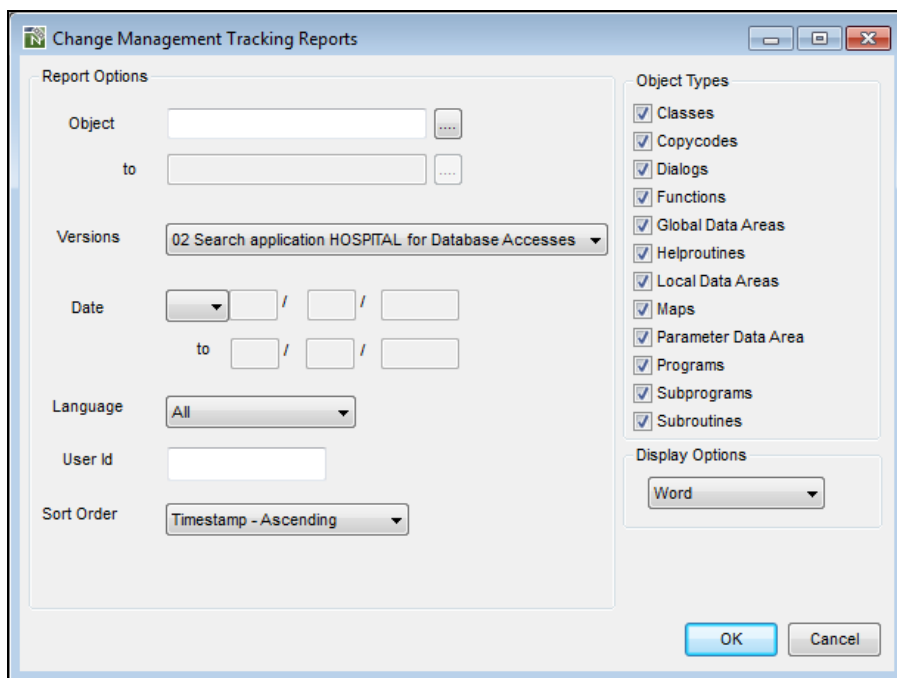 Change Management Tracking Reports
Report Options
Object
....
to
....
Versions
02 Search application HOSPITAL for Database Accesses
Date
/ /
to
/ /
Language
All
User Id
Sort Order
Timestamp - Ascending
Object Types
Classes
Copycodes
Dialogs
Functions
Global Data Areas
Helproutines
Local Data Areas
Maps
Parameter Data Area
Programs
Subprograms
Subroutines
Display Options
Word
OK
Cancel